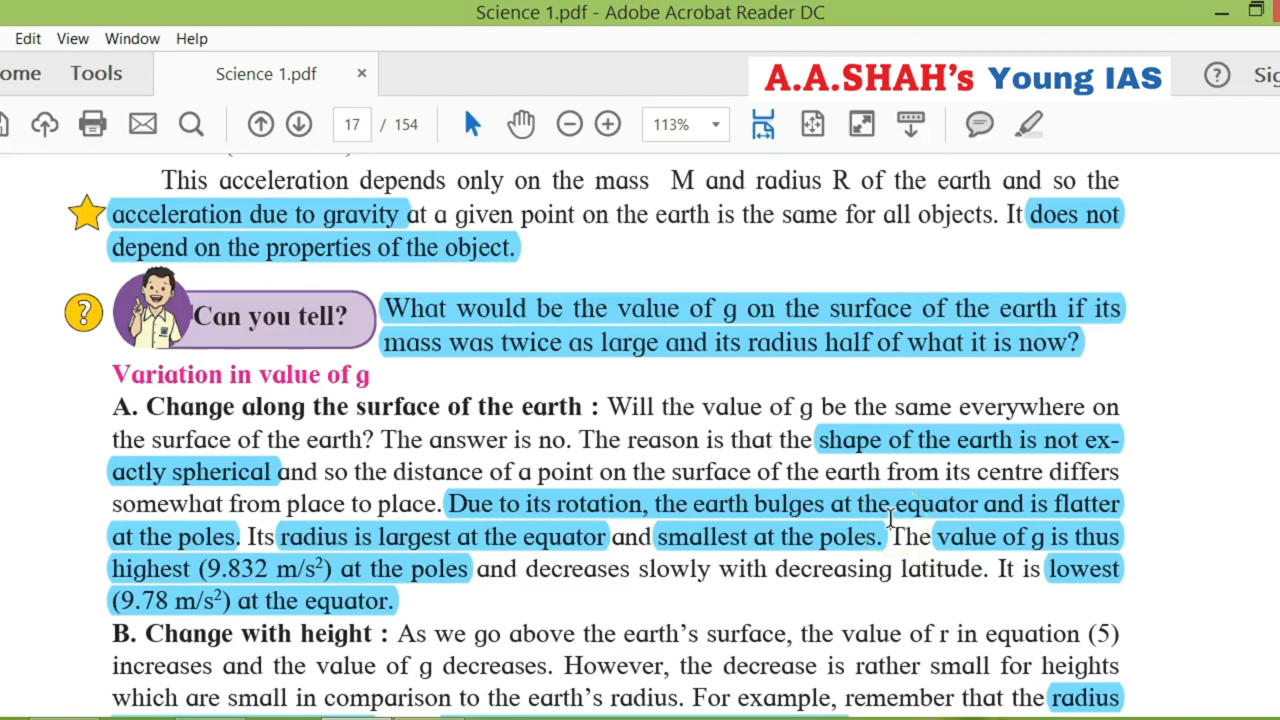 Science 1.pdf - Adobe Acrobat Reader DC
Edit View Window Help
ome Tools Science 1.pdf × A.A.SHAH's Young IAS ? Sig
17 / 154 113%
This acceleration depends only on the mass M and radius R of the earth and so the
acceleration due to gravity at a given point on the earth is the same for all objects. It does not
depend on the properties of the object.
? Can you tell? What would be the value of g on the surface of the earth if its
mass was twice as large and its radius half of what it is now?
Variation in value of g
A. Change along the surface of the earth : Will the value of g be the same everywhere on
the surface of the earth? The answer is no. The reason is that the shape of the earth is not ex-
actly spherical and so the distance of a point on the surface of the earth from its centre differs
somewhat from place to place. Due to its rotation, the earth bulges at the equator and is flatter
at the poles. Its radius is largest at the equator and smallest at the poles. The value of g is thus
highest (9.832 m/s²) at the poles and decreases slowly with decreasing latitude. It is lowest
(9.78 m/s²) at the equator.
B. Change with height : As we go above the earth's surface, the value of r in equation (5)
increases and the value of g decreases. However, the decrease is rather small for heights
which are small in comparison to the earth's radius. For example, remember that the radius